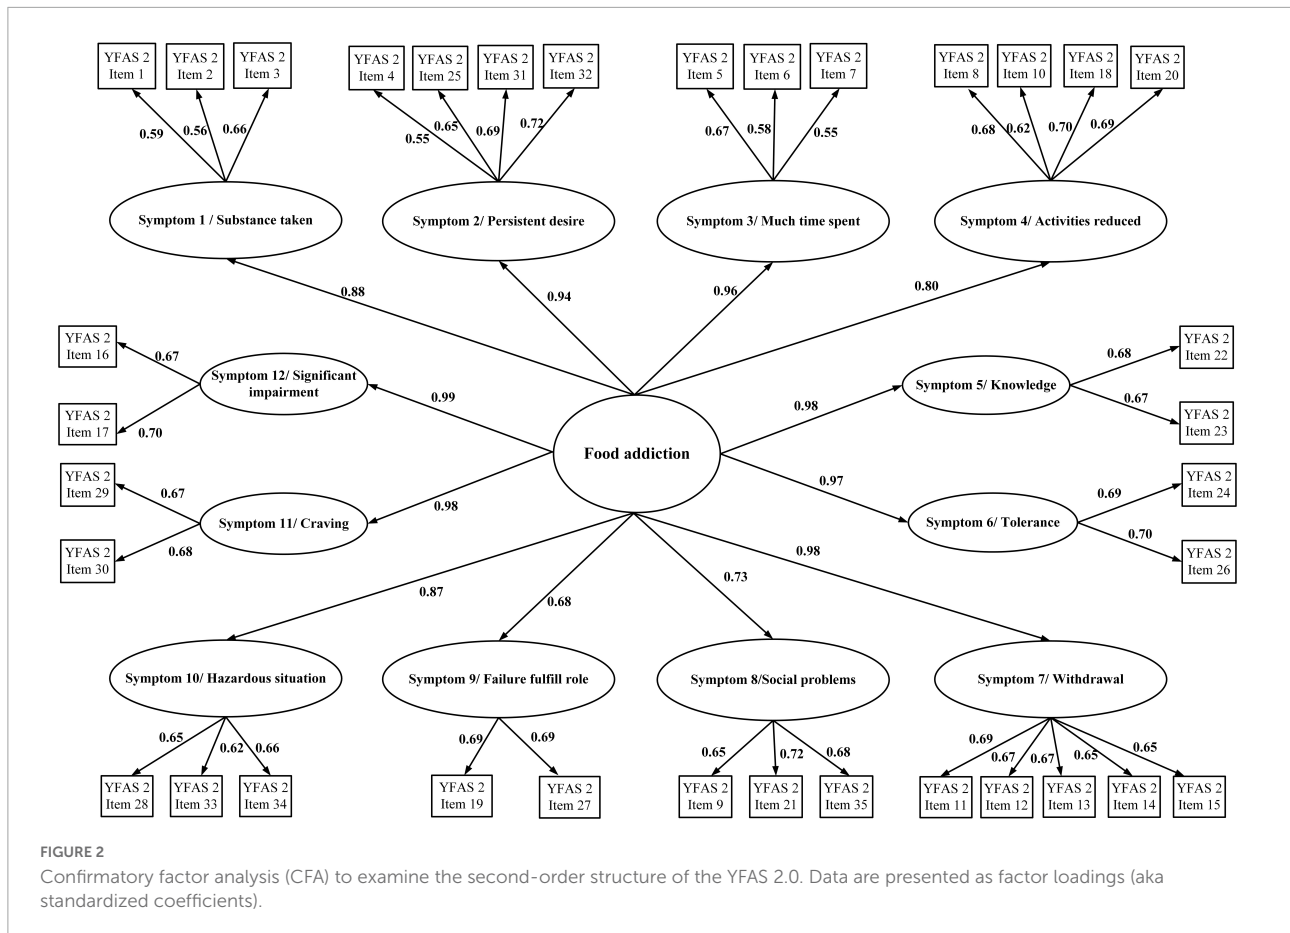 YFAS 2
Item 1
YFAS 2
Item 2
YFAS 2
Item 3
YFAS 2
Item 4
YFAS 2
Item 25
YFAS 2
Item 31
YFAS 2
Item 32
YFAS 2
Item 5
YFAS 2
Item 6
YFAS 2
Item 7
YFAS 2
Item 8
YFAS 2
Item 10
YFAS 2
Item 18
YFAS 2
Item 20
0.59
0.56
0.66
0.55
0.65
0.69
0.72
0.67
0.58
0.55
0.68
0.62
0.70
0.69
Symptom 1 / Substance taken
Symptom 2/ Persistent desire
Symptom 3/ Much time spent
Symptom 4/ Activities reduced
0.88
0.94
0.96
0.80
YFAS 2
Item 16
0.67
Symptom 12/ Significant
impairment
YFAS 2
Item 17
0.70
0.99
Symptom 5/ Knowledge
0.98
0.68
YFAS 2
Item 22
0.67
YFAS 2
Item 23
Food addiction
YFAS 2
Item 29
0.67
Symptom 11/ Craving
0.98
YFAS 2
Item 30
0.68
0.97
Symptom 6/ Tolerance
0.69
YFAS 2
Item 24
0.70
YFAS 2
Item 26
0.87
0.68
0.73
0.98
Symptom 10/ Hazardous situation
Symptom 9/ Failure fulfill role
Symptom 8/Social problems
Symptom 7/ Withdrawal
0.65
0.62
0.66
0.69
0.69
0.65
0.72
0.68
0.69
0.67
0.67
0.65
0.65
YFAS 2
Item 28
YFAS 2
Item 33
YFAS 2
Item 34
YFAS 2
Item 19
YFAS 2
Item 27
YFAS 2
Item 9
YFAS 2
Item 21
YFAS 2
Item 35
YFAS 2
Item 11
YFAS 2
Item 12
YFAS 2
Item 13
YFAS 2
Item 14
YFAS 2
Item 15
FIGURE 2
Confirmatory factor analysis (CFA) to examine the second-order structure of the YFAS 2.0. Data are presented as factor loadings (aka
standardized coefficients).